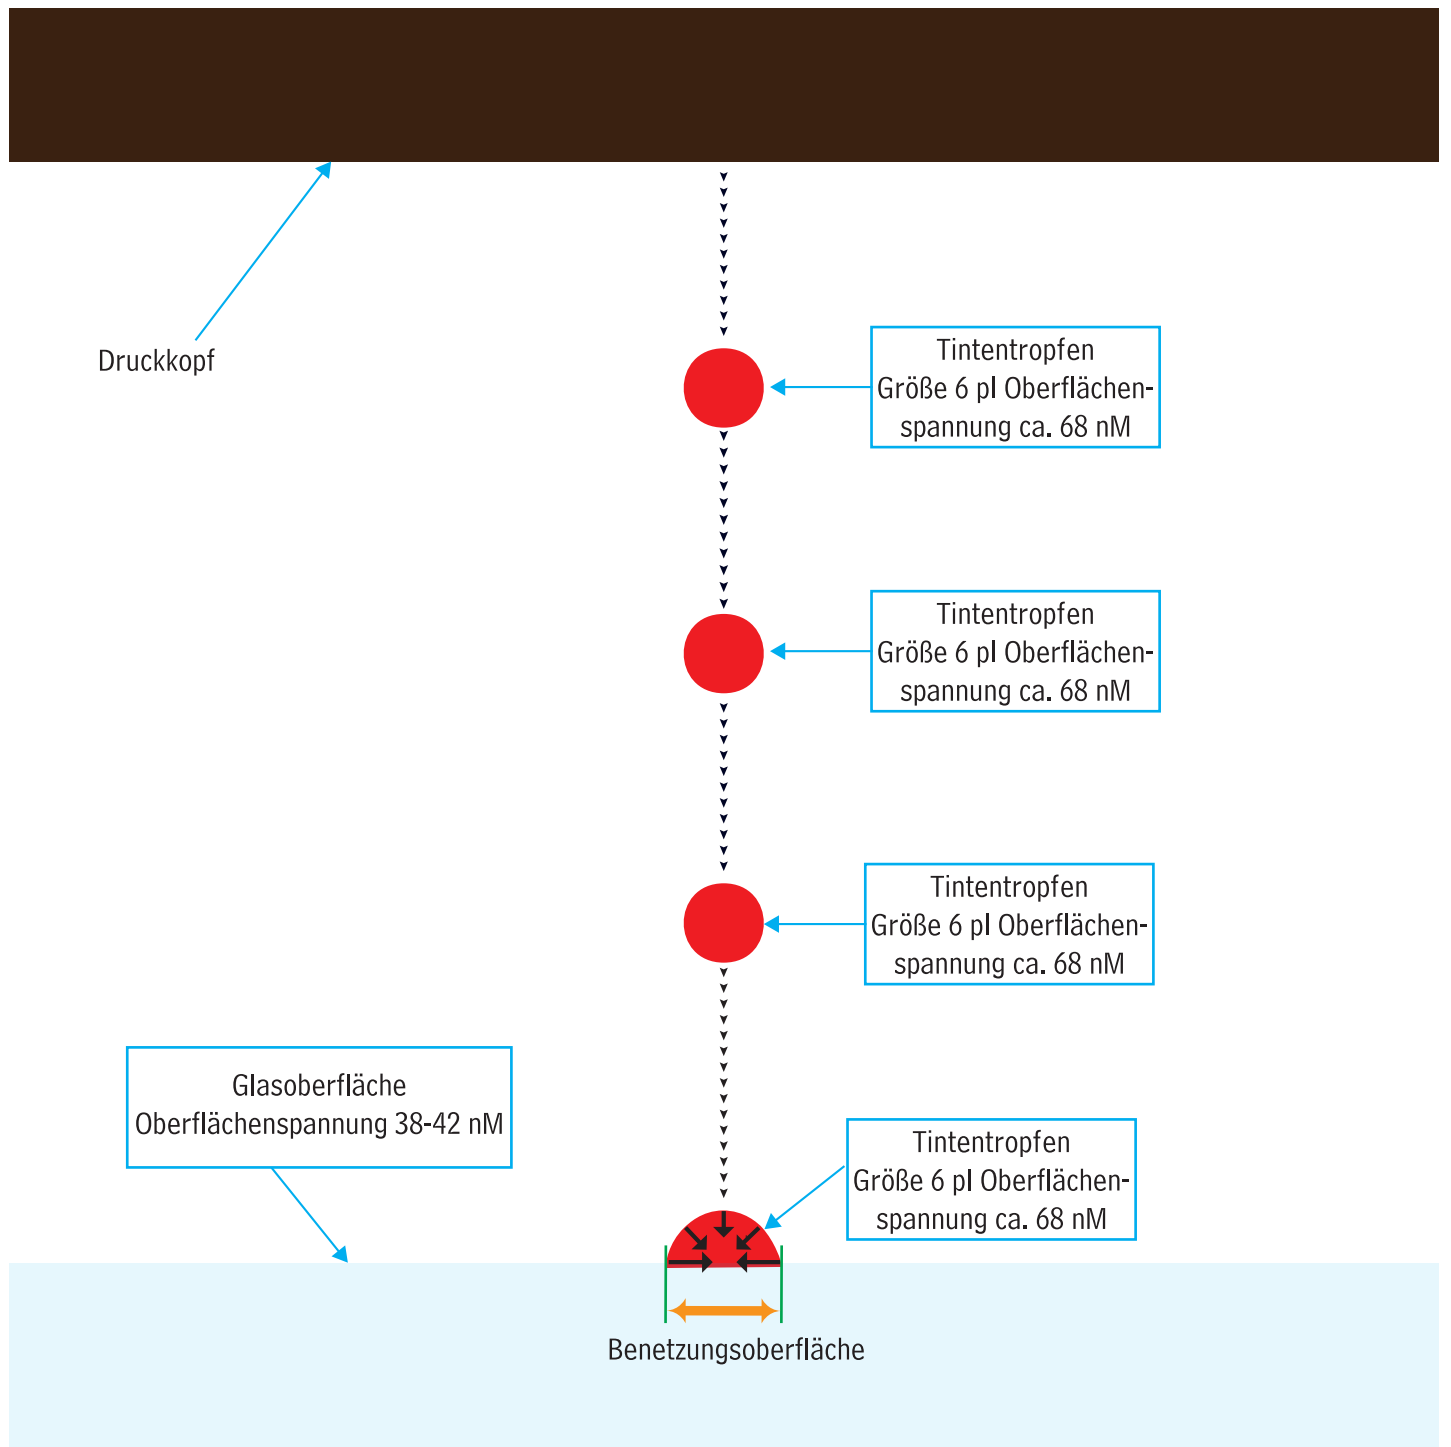 Druckkopf
Tintentropfen
Größe 6 pl Oberflächen-
spannung ca. 68 nM
Tintentropfen
Größe 6 pl Oberflächen-
spannung ca. 68 nM
Tintentropfen
Größe 6 pl Oberflächen-
spannung ca. 68 nM
Glasoberfläche
Oberflächenspannung 38-42 nM
Tintentropfen
Größe 6 pl Oberflächen-
spannung ca. 68 nM
Benetzungsoberfläche